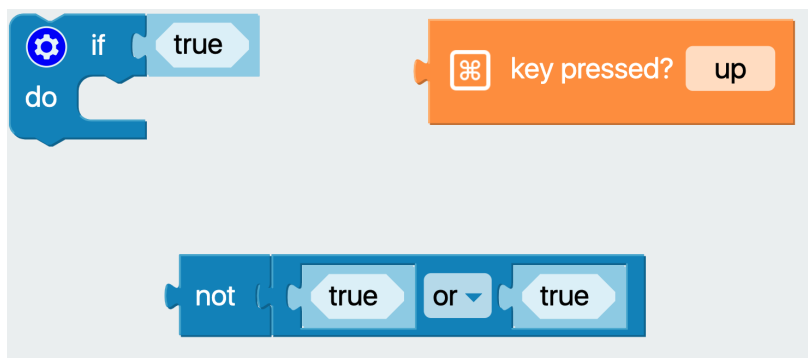 if true
do
⌘ key pressed? up
not true or true